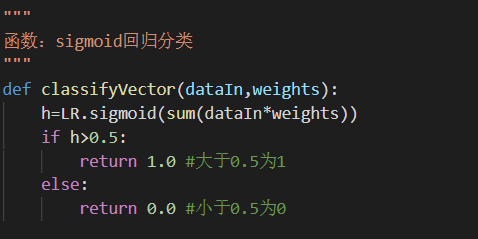 """
函数：sigmoid回归分类
"""
def classifyVector(dataIn,weights):
    h=LR.sigmoid(sum(dataIn*weights))
    if h>0.5:
        return 1.0 #大于0.5为1
    else:
        return 0.0 #小于0.5为0